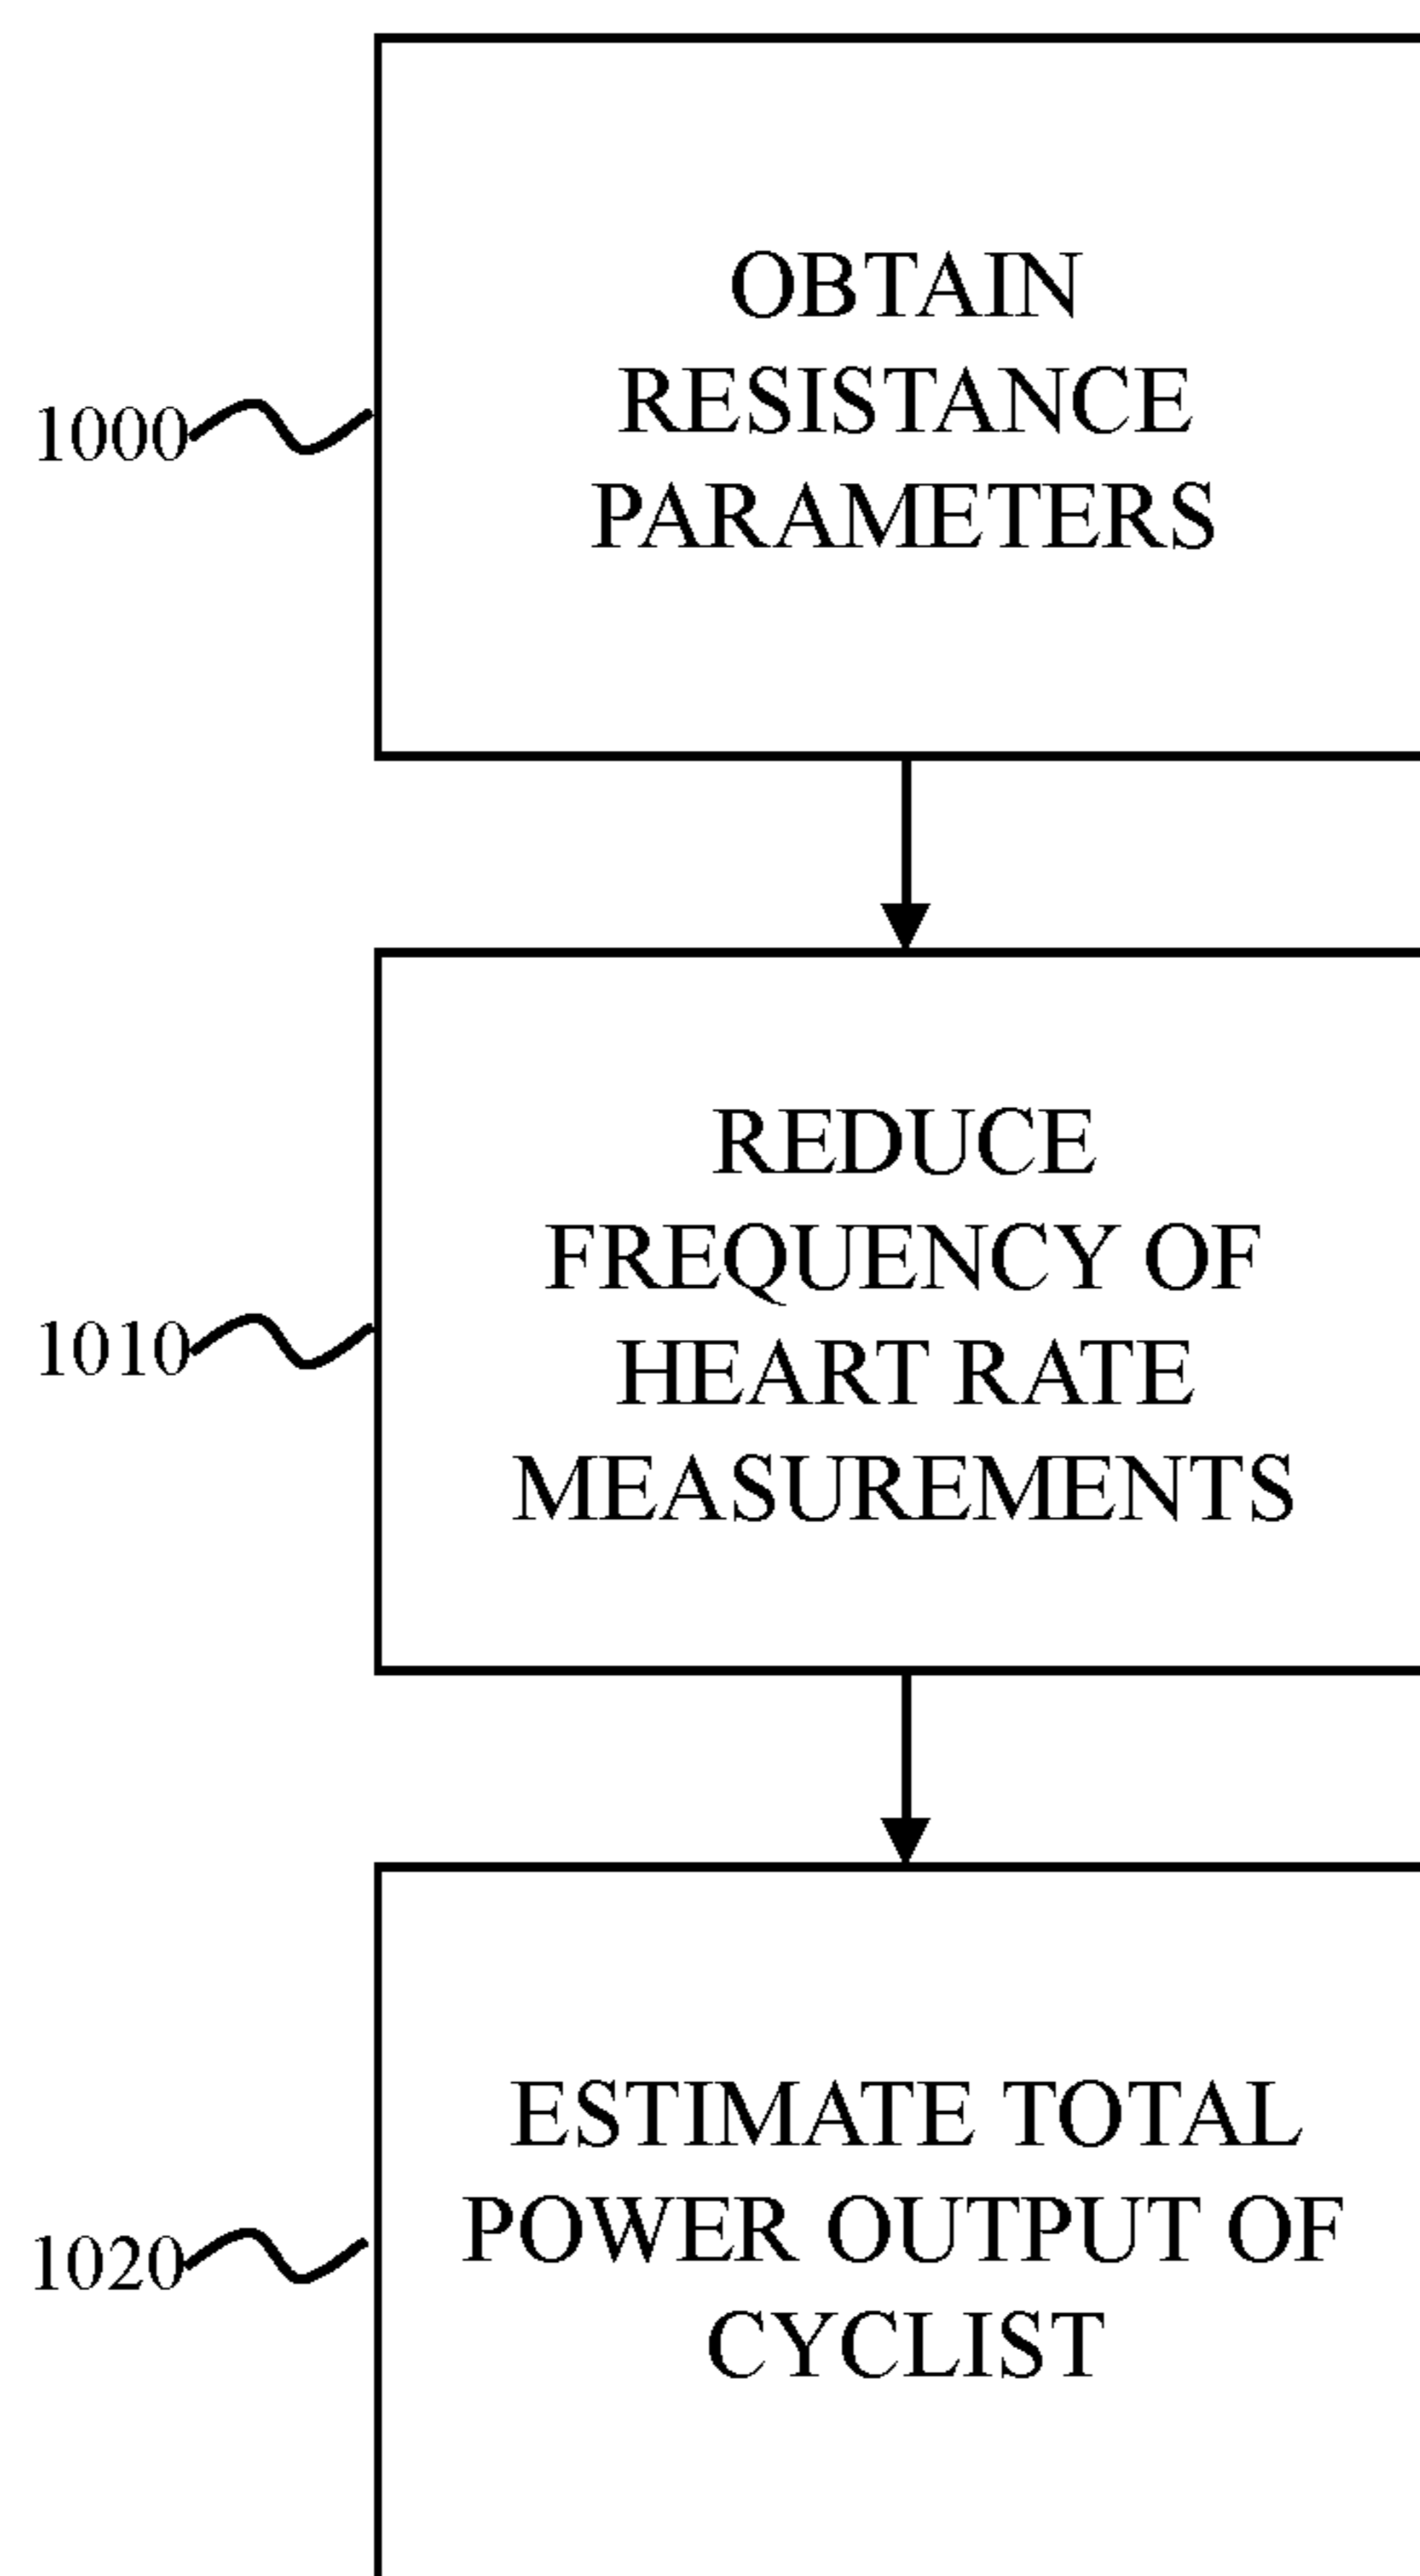 OBTAIN
RESISTANCE
PARAMETERS
1000
REDUCE
FREQUENCY OF
HEART RATE
MEASUREMENTS
1010
ESTIMATE TOTAL
POWER OUTPUT OF
CYCLIST
1020